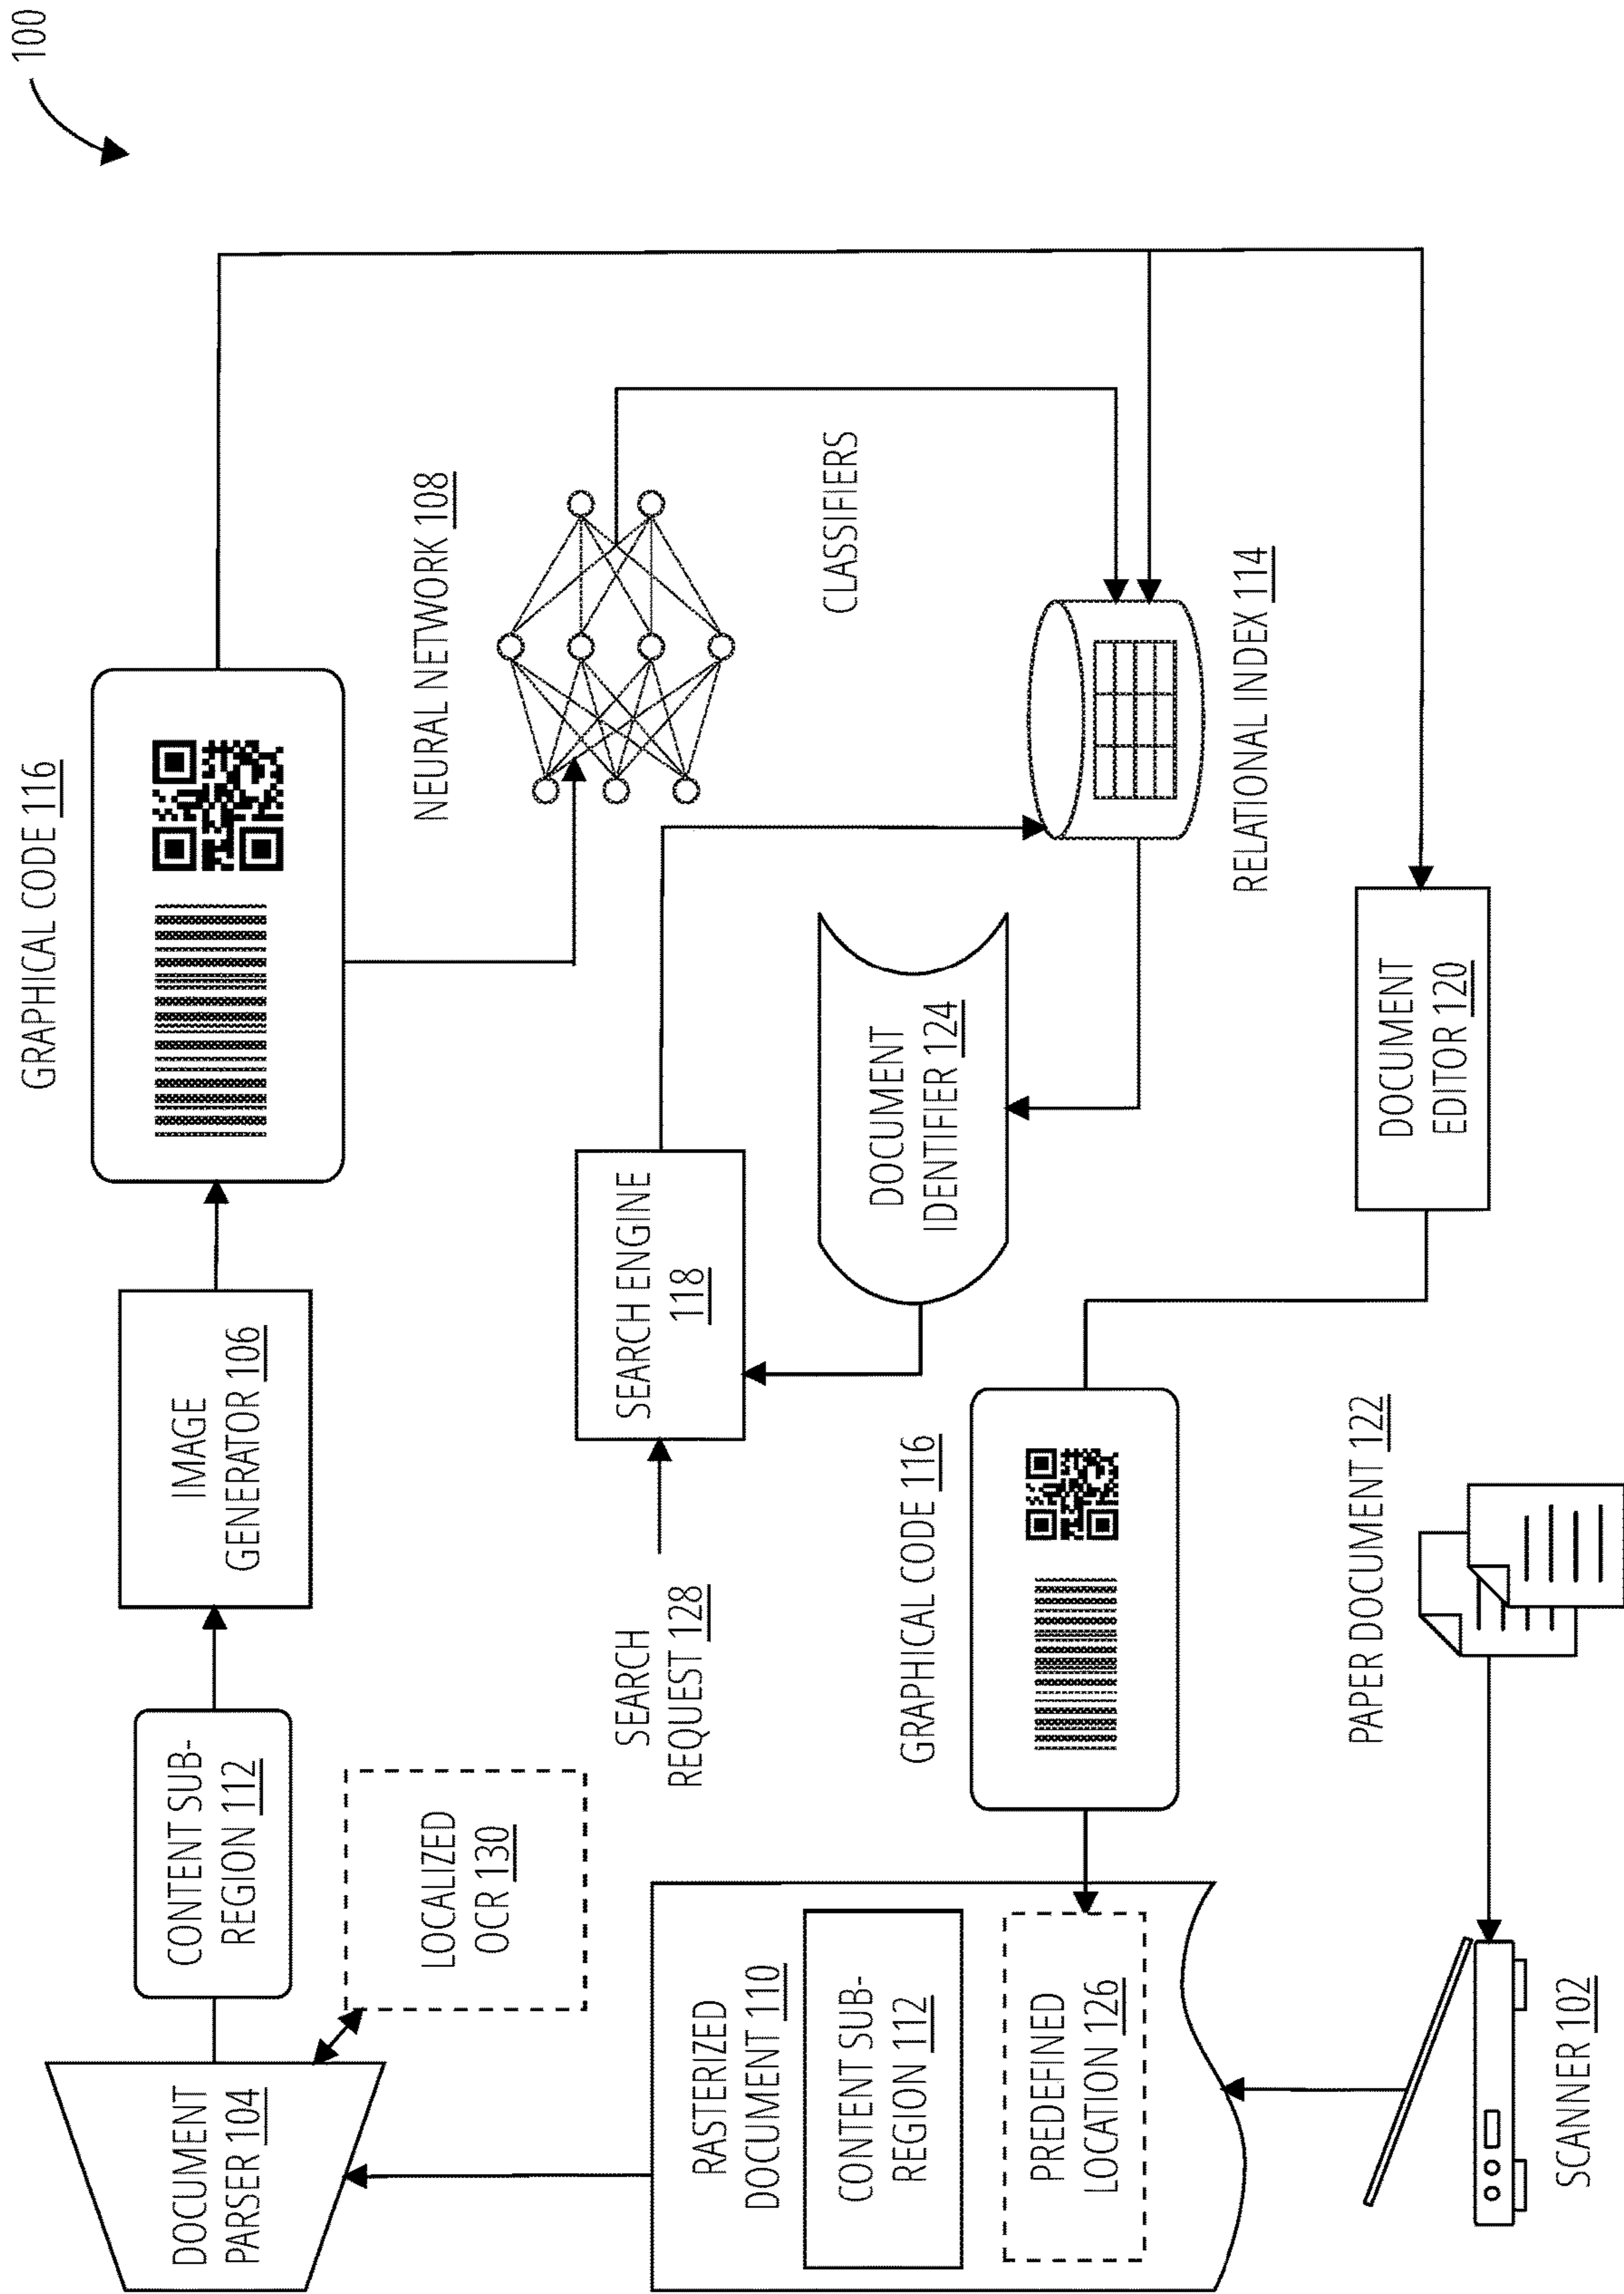 100
GRAPHICAL CODE 116
IMAGE
GENERATOR 106
CONTENT SUB-
REGION 112
DOCUMENT
PARSER 104
LOCALIZED
OCR 130
NEURAL NETWORK 108
CLASSIFIERS
SEARCH ENGINE
118
SEARCH
REQUEST 128
DOCUMENT
IDENTIFIER 124
RELATIONAL INDEX 114
RASTERIZED
DOCUMENT 110
CONTENT SUB-
REGION 112
PREDEFINED
LOCATION 126
GRAPHICAL CODE 116
DOCUMENT
EDITOR 120
PAPER DOCUMENT 122
SCANNER 102